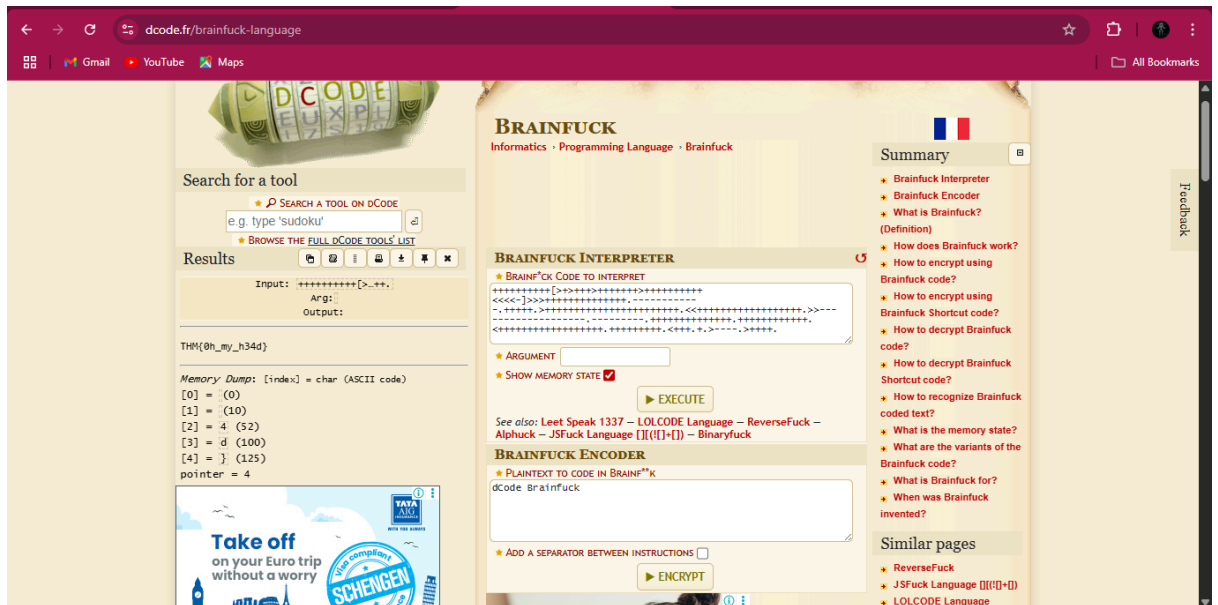 dcode.fr/brainfuck-language
Gmail
YouTube
Maps
All Bookmarks
DCODE
Search for a tool
SEARCH A TOOL ON DCODE
e.g. type 'sudoku'
BROWSE THE FULL DCODE TOOLS' LIST
Results
Input: ++++++++++[>…++.
Arg:
Output:
THM{0h_my_h34d}
Memory Dump: [index] = char (ASCII code)
[0] = (0)
[1] = (10)
[2] = 4 (52)
[3] = d (100)
[4] = } (125)
pointer = 4
TATA
AIG
INSURANCE
WITH YOU ALWAYS
Take off
on your Euro trip
without a worry
Visa compliant
SCHENGEN
BRAINFUCK
Informatics › Programming Language › Brainfuck
BRAINFUCK INTERPRETER
BRAINF*CK CODE TO INTERPRET
++++++++++[>+>+++>+++++++>++++++++++
<<<<-]>>>++++++++++++++.------------
-.+++++.>+++++++++++++++++++++++.<<++++++++++++++++++.>>---
ARGUMENT
SHOW MEMORY STATE
EXECUTE
See also: Leet Speak 1337 – LOLCODE Language – ReverseFuck –
Alphuck – JSFuck Language [][(![]+[]) – Binaryfuck
BRAINFUCK ENCODER
PLAINTEXT TO CODE IN BRAINF**K
dCode Brainfuck
ADD A SEPARATOR BETWEEN INSTRUCTIONS
ENCRYPT
Summary
Brainfuck Interpreter
Brainfuck Encoder
What is Brainfuck?
(Definition)
How does Brainfuck work?
How to encrypt using
Brainfuck code?
How to encrypt using
Brainfuck Shortcut code?
How to decrypt Brainfuck
code?
How to decrypt Brainfuck
Shortcut code?
How to recognize Brainfuck
coded text?
What is the memory state?
What are the variants of the
Brainfuck code?
What is Brainfuck for?
When was Brainfuck
invented?
Similar pages
ReverseFuck
JSFuck Language [][(![]+[])
LOLCODE Language
Feedback